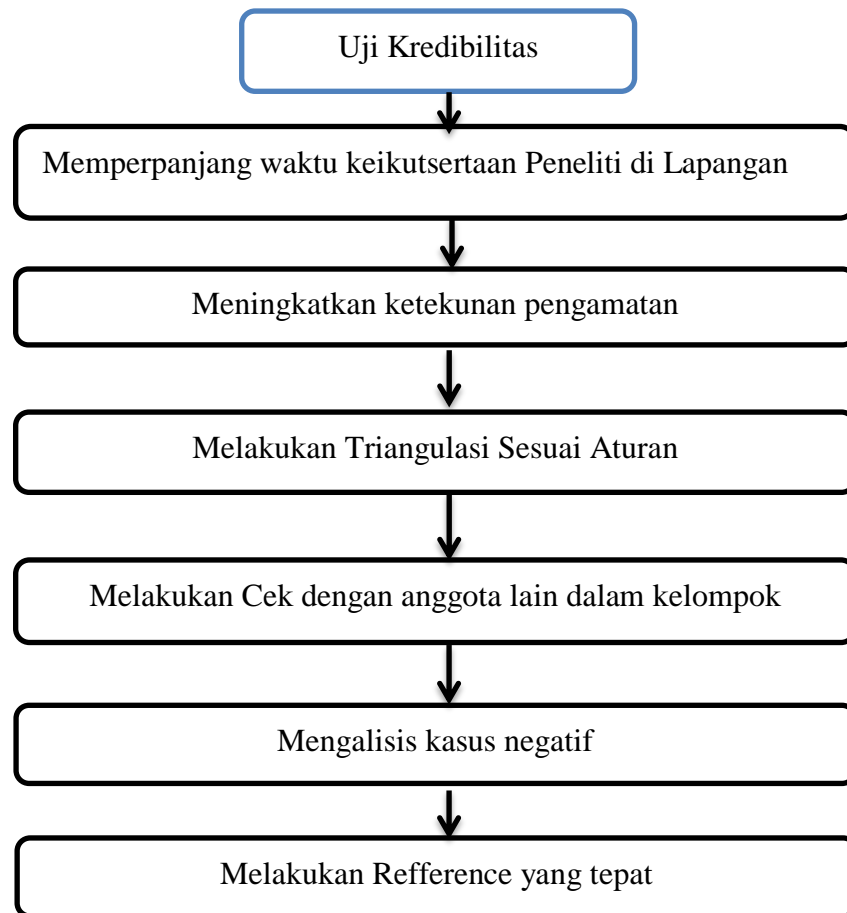 Uji Kredibilitas
Memperpanjang waktu keikutsertaan Peneliti di Lapangan
Meningkatkan ketekunan pengamatan
Melakukan Triangulasi Sesuai Aturan
Melakukan Cek dengan anggota lain dalam kelompok
Mengalisis kasus negatif
Melakukan Refference yang tepat